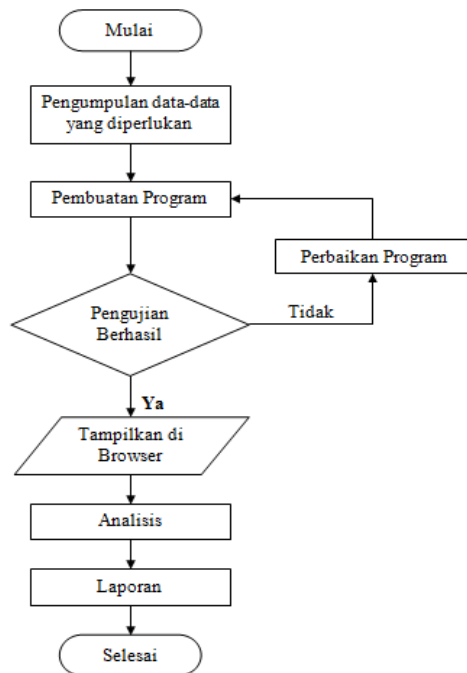 Mulai
Pengumpulan data-data
yang diperlukan
Pembuatan Program
Perbaikan Program
Pengujian
Berhasil
Tidak
Ya
Tampilkan di
Browser
Analisis
Laporan
Selesai